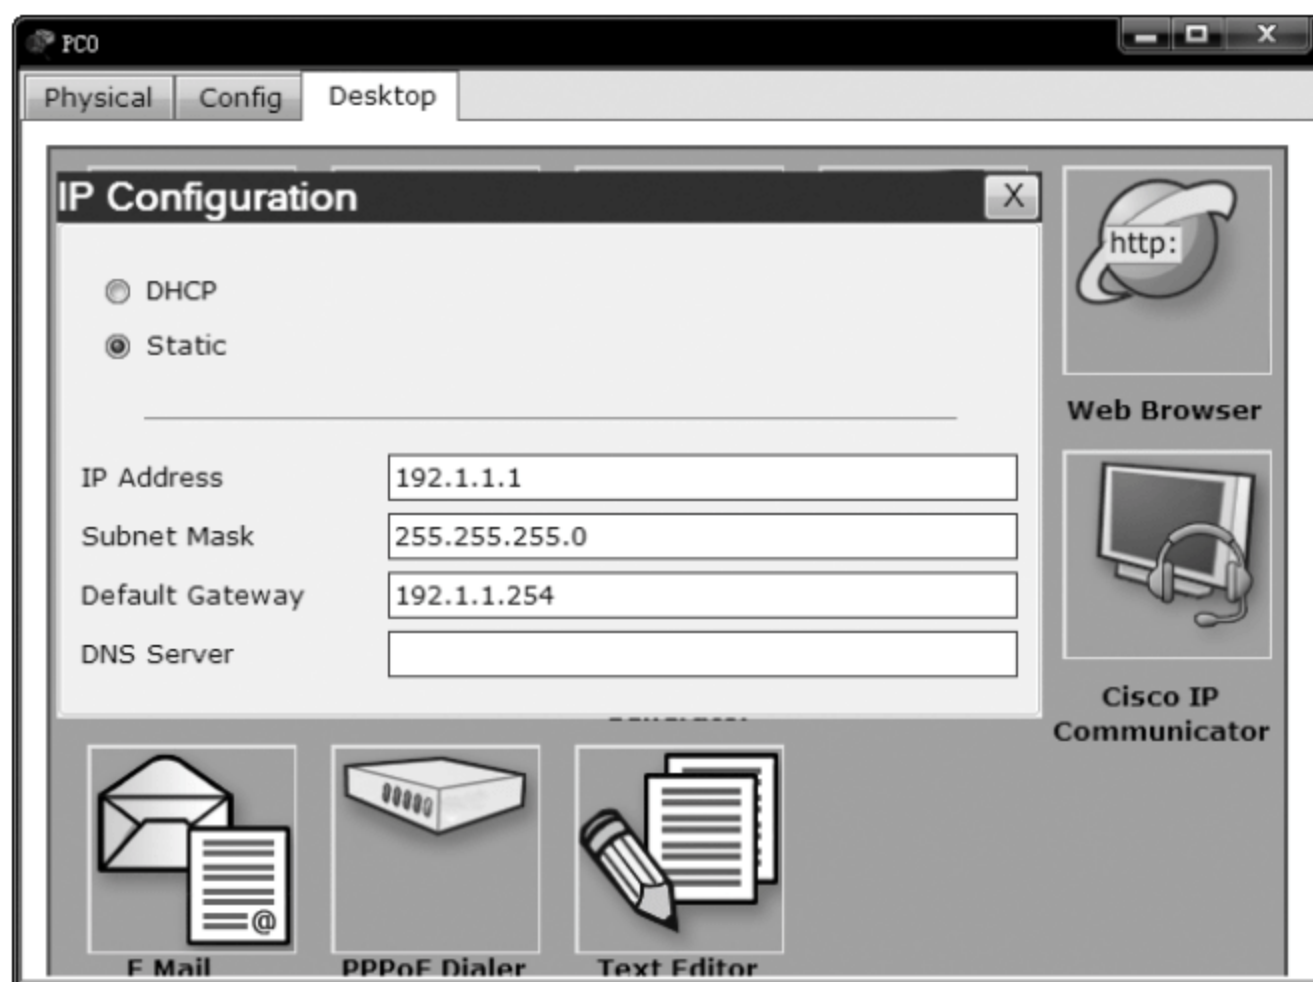 PC0
Physical Config Desktop
IP Configuration X
http:
DHCP
Static
Web Browser
IP Address 192.1.1.1
Subnet Mask 255.255.255.0
Default Gateway 192.1.1.254
DNS Server
Cisco IP
Communicator
@
E Mail PPPoE Dialer Text Editor